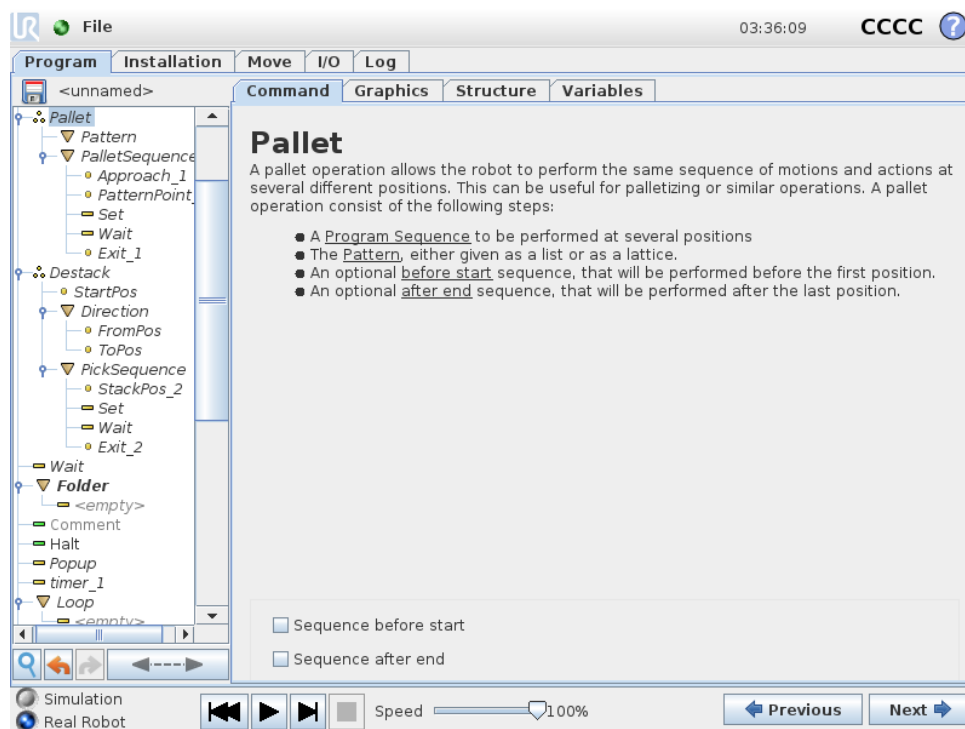 UR File 03:36:09 CCCC ?
Program Installation Move I/O Log
<unnamed> Command Graphics Structure Variables
Pallet
Pattern
PalletSequence
Approach_1
PatternPoint_
Set
Wait
Exit_1
Destack
StartPos
Direction
FromPos
ToPos
PickSequence
StackPos_2
Set
Wait
Exit_2
Wait
Folder
<empty>
Comment
Halt
Popup
timer_1
Loop
<empty>
Pallet
A pallet operation allows the robot to perform the same sequence of motions and actions at
several different positions. This can be useful for palletizing or similar operations. A pallet
operation consist of the following steps:
A Program Sequence to be performed at several positions
The Pattern, either given as a list or as a lattice.
An optional before start sequence, that will be performed before the first position.
An optional after end sequence, that will be performed after the last position.
Sequence before start
Sequence after end
Simulation
Real Robot
Speed 100%
Previous Next